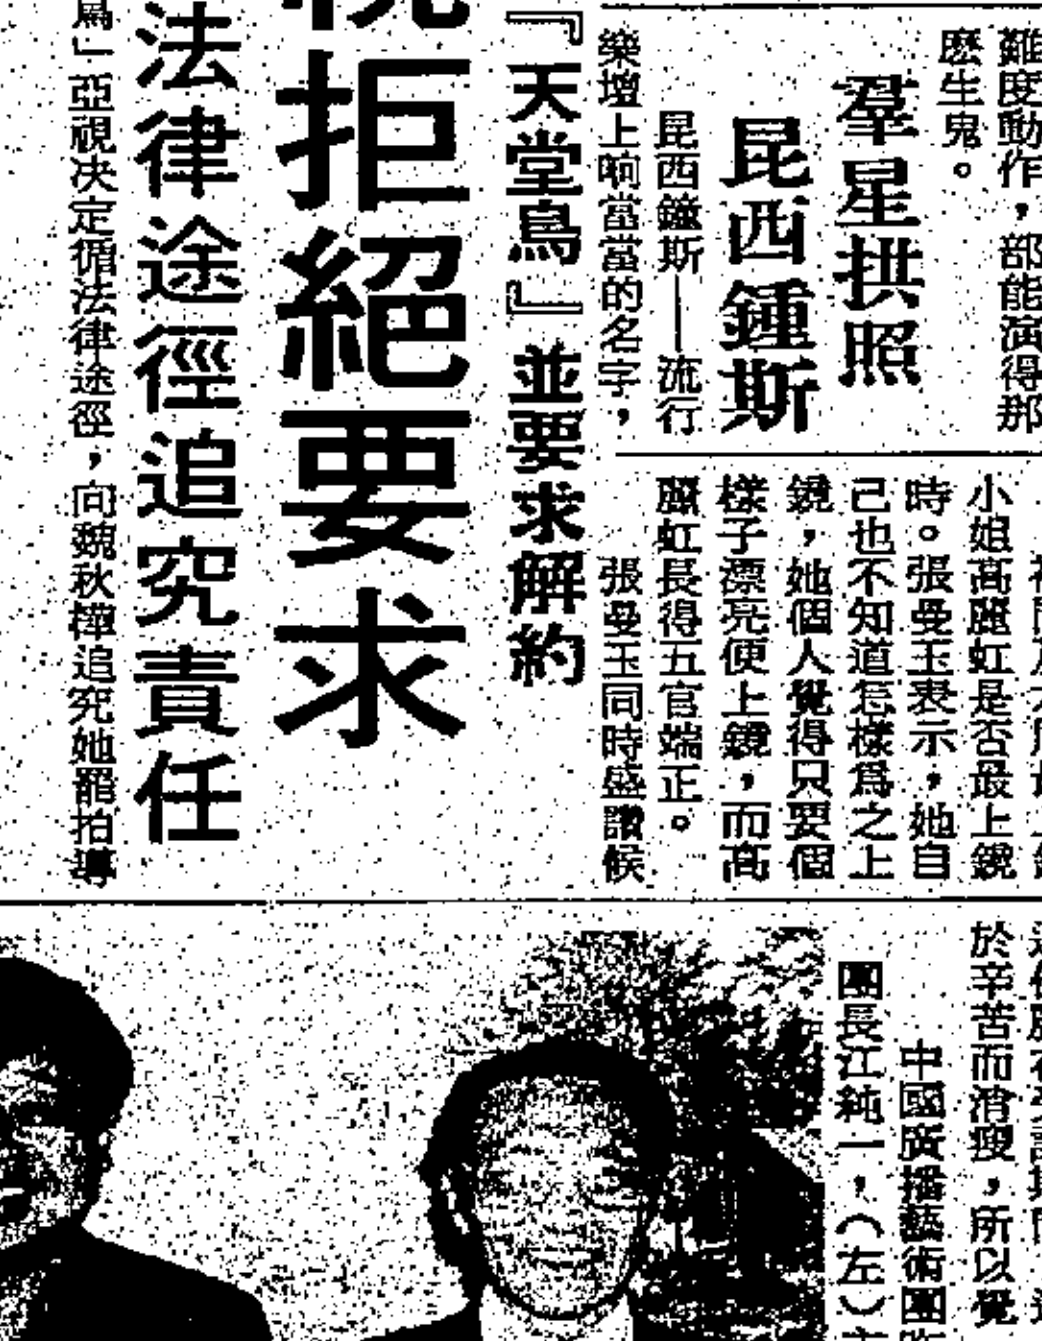 難度動作，部能演得那
麽生鬼。
羣星拱照
昆西鍾斯
昆西鐘斯——流行
樂壇上响當當的名字，
小姐高麗虹是否最上鏡
時。張曼玉表示，她自
己也不知道怎樣為之上
鏡，她個人覺得只要個
樣子漂亮便上鏡，而高
麗虹長得五官端正。
張曼玉同時盛讚候
『天堂鳥』並要求解約
拒絕要求
法律途徑追究責任
鳥」亞視决定循法律途徑，向魏秋樺追究她罷拍導
於辛苦而消瘦，所以覺
中國廣播藝術團
團長江純一，（左）